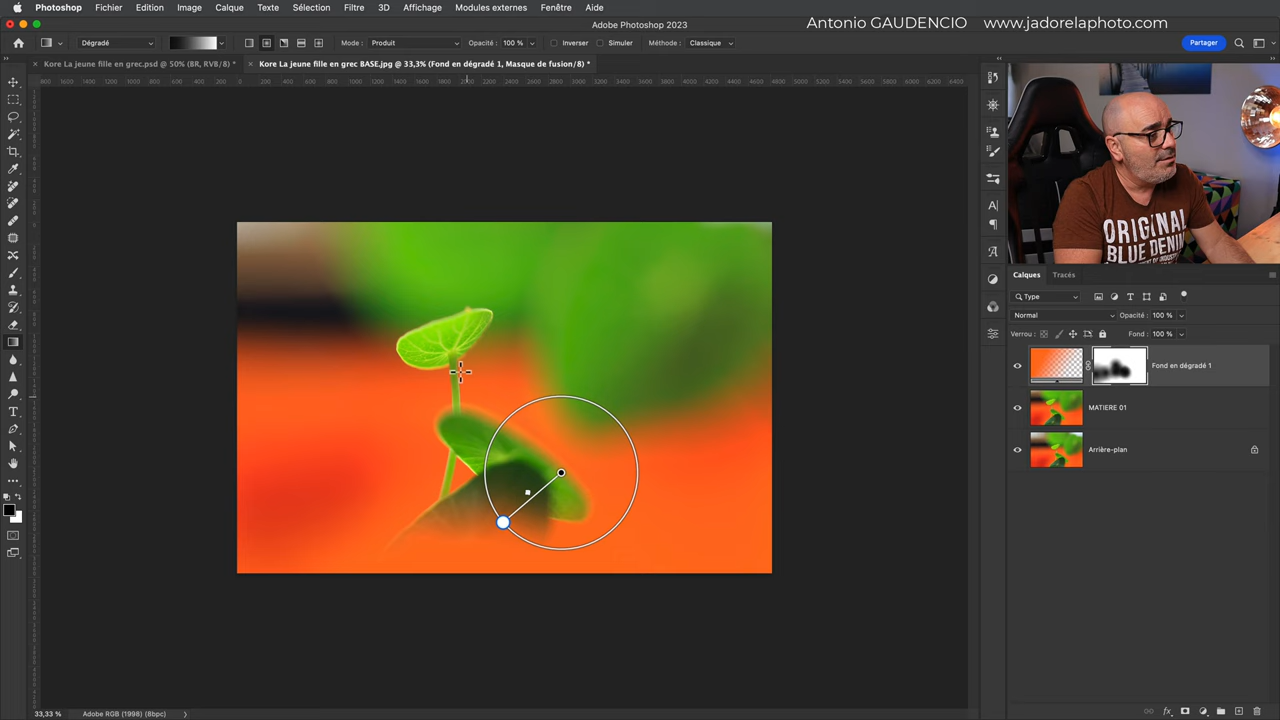 Photoshop Fichier Edition Image Calque Texte Sélection Filtre 3D Affichage Modules externes Fenêtre Aide
Adobe Photoshop 2023
Antonio GAUDENCIO www.jadorelaphoto.com
Dégradé Mode : Produit Opacité : 100 % Inverser Simuler Méthode : Classique Partager
Kore La jeune fille en grec.psd @ 50% (BR, RVB/8) * Kore La jeune fille en grec BASE.jpg @ 33,3% (Fond en dégradé 1, Masque de fusion/8) *
ORIGINAL
BLUE DENIM
Calques Tracés
Type
Normal Opacité : 100 %
Verrou : Fond : 100 %
Fond en dégradé 1
MATIERE 01
Arrière-plan
33,33 % Adobe RGB (1998) (8bpc)